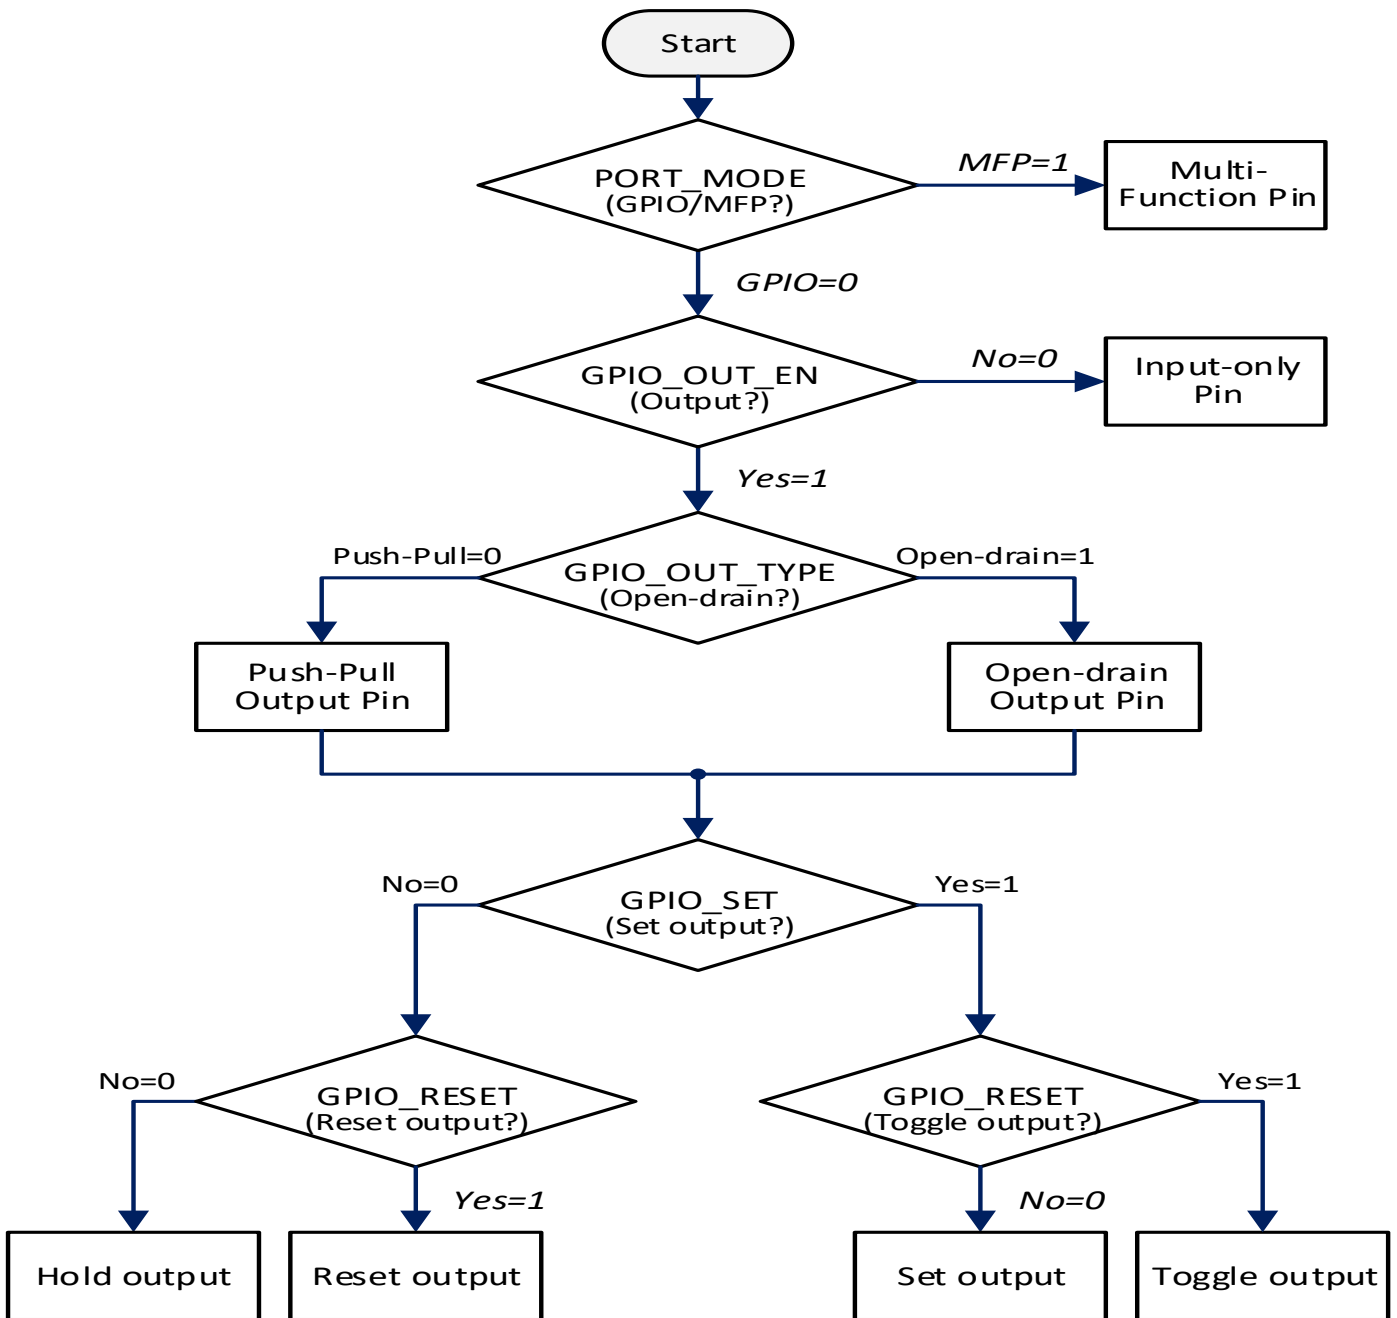 Start
PORT_MODE
(GPIO/MFP?)
MFP=1
Multi-
Function Pin
GPIO=0
GPIO_OUT_EN
(Output?)
No=0
Input-only
Pin
Yes=1
Push-Pull=0
GPIO_OUT_TYPE
(Open-drain?)
Open-drain=1
Push-Pull
Output Pin
Open-drain
Output Pin
No=0
GPIO_SET
(Set output?)
Yes=1
No=0
GPIO_RESET
(Reset output?)
GPIO_RESET
(Toggle output?)
Yes=1
Yes=1
No=0
Hold output
Reset output
Set output
Toggle output